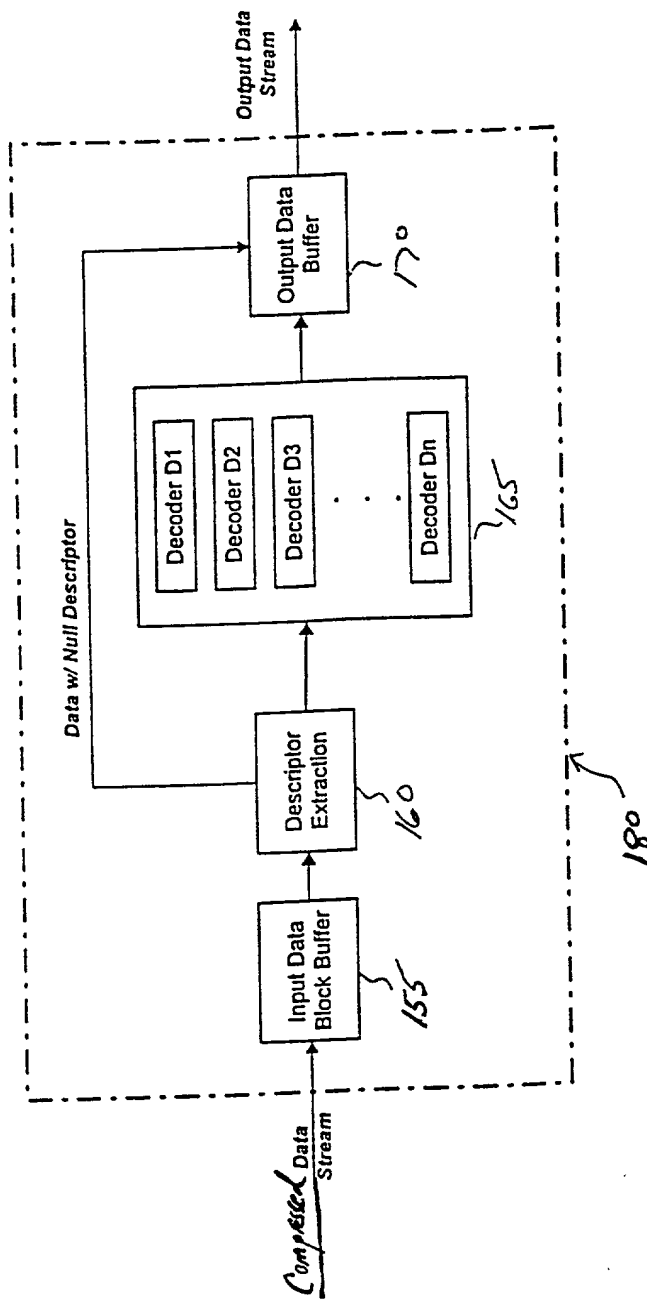 Compressed Data
Stream
Input Data
Block Buffer
155
Descriptor
Extraction
160
Data w/ Null Descriptor
Decoder D1
Decoder D2
Decoder D3
. . .
Decoder Dn
165
Output Data
Buffer
170
Output Data
Stream
180